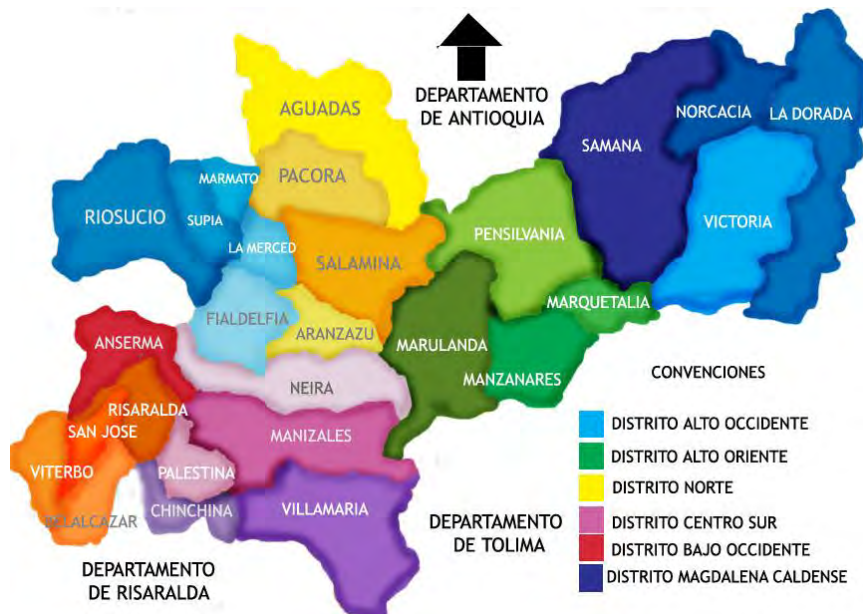 AGUADAS
DEPARTAMENTO
DE ANTIOQUIA
NORCACIA
LA DORADA
SAMANA
MARMATO
PACORA
RIOSUCIO
SUPIA
VICTORIA
PENSILVANIA
LA MERCED
SALAMINA
MARQUETALIA
FIALDELFIA
ARANZAZU
ANSERMA
MARULANDA
NEIRA
MANZANARES
CONVENCIONES
RISARALDA
SAN JOSE
MANIZALES
VITERBO
PALESTINA
CHINCHINA
VILLAMARIA
BELALCAZAR
DISTRITO ALTO OCCIDENTE
DISTRITO ALTO ORIENTE
DISTRITO NORTE
DISTRITO CENTRO SUR
DISTRITO BAJO OCCIDENTE
DISTRITO MAGDALENA CALDENSE
DEPARTAMENTO
DE TOLIMA
DEPARTAMENTO
DE RISARALDA